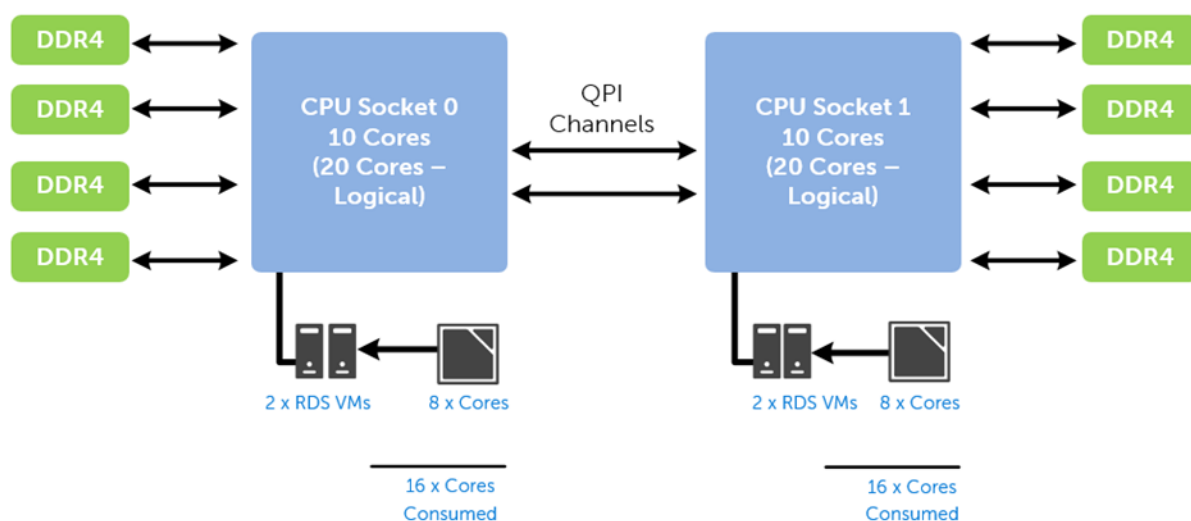 DDR4
DDR4
DDR4
DDR4
CPU Socket 0
10 Cores
(20 Cores –
Logical)
QPI
Channels
CPU Socket 1
10 Cores
(20 Cores –
Logical)
DDR4
DDR4
DDR4
DDR4
2 x RDS VMs
8 x Cores
2 x RDS VMs
8 x Cores
16 x Cores
Consumed
16 x Cores
Consumed